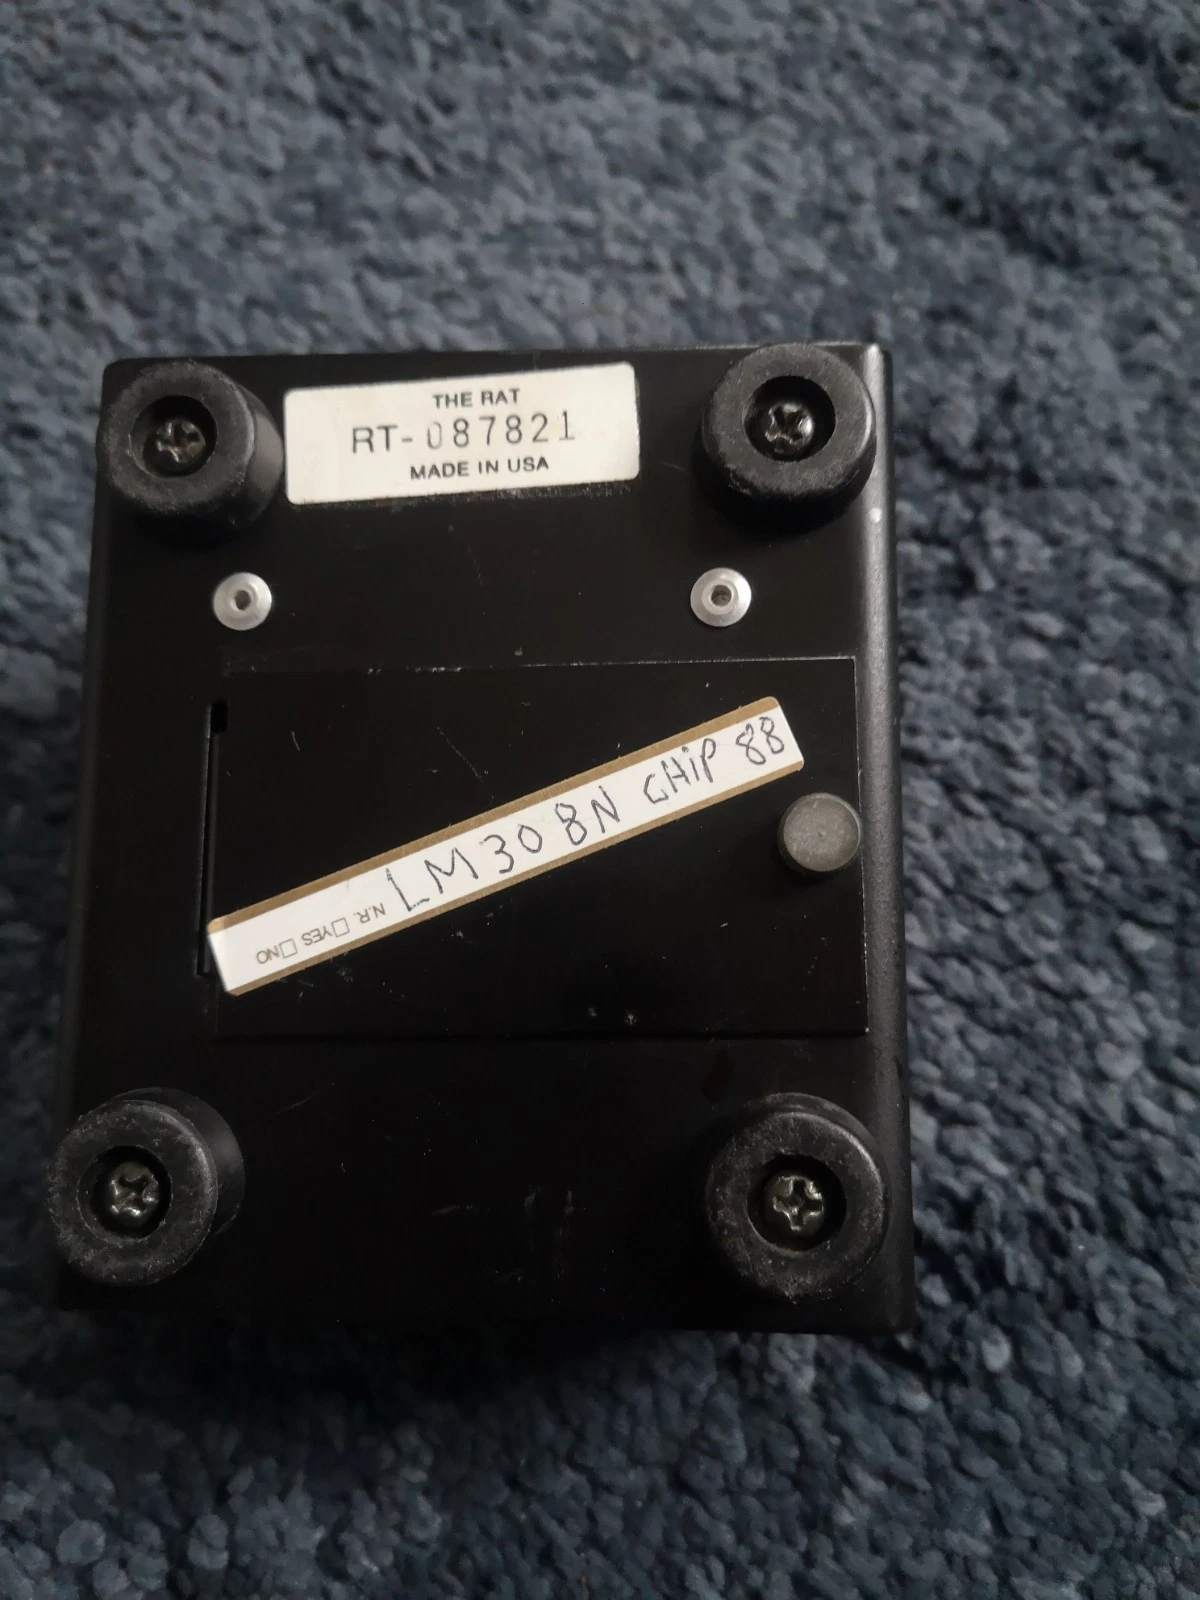 THE RAT
RT-087821
MADE IN USA
LM308N CHiP 88
N.R. □YES □NO